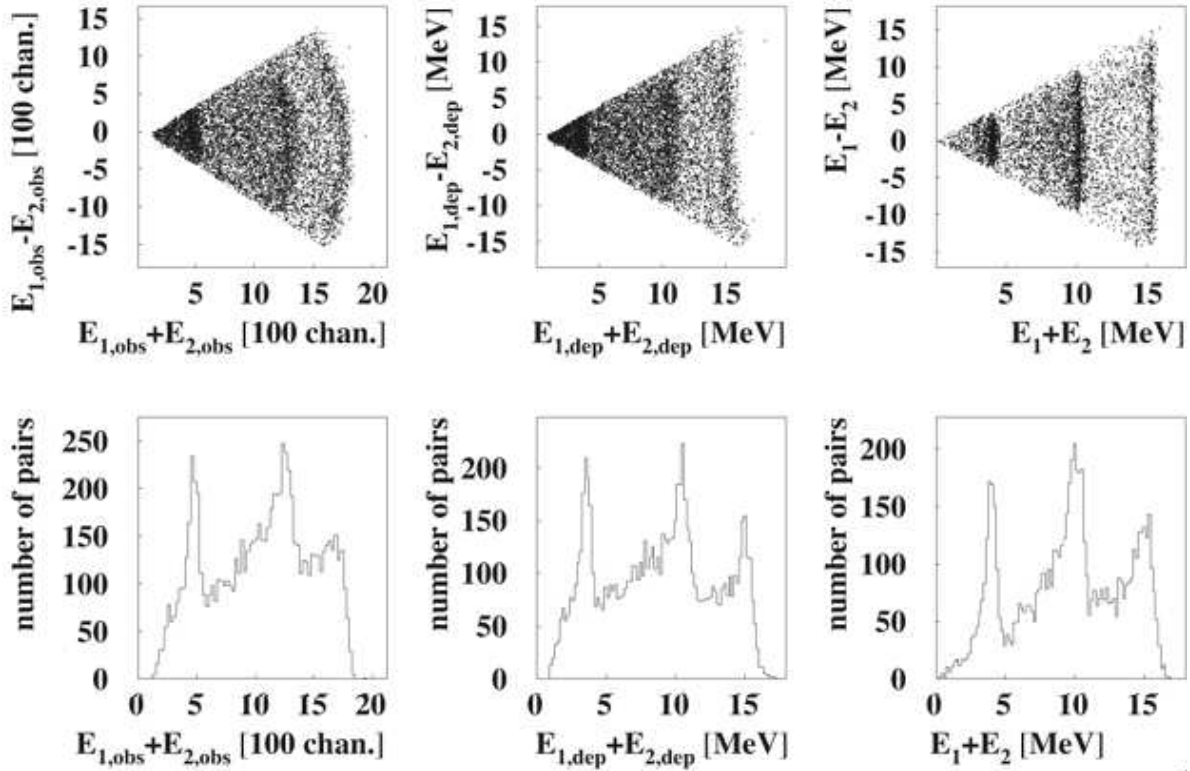 E1,obs-E2,obs [100 chan.]
15
10
5
0
-5
-10
-15
5 10 15 20
E1,obs+E2,obs [100 chan.]
E1,dep-E2,dep [MeV]
15
10
5
0
-5
-10
-15
5 10 15
E1,dep+E2,dep [MeV]
E1-E2 [MeV]
15
10
5
0
-5
-10
-15
5 10 15
E1+E2 [MeV]
number of pairs
250
200
150
100
50
0
0 5 10 15 20
E1,obs+E2,obs [100 chan.]
number of pairs
200
150
100
50
0
0 5 10 15
E1,dep+E2,dep [MeV]
number of pairs
200
150
100
50
0
0 5 10 15
E1+E2 [MeV]